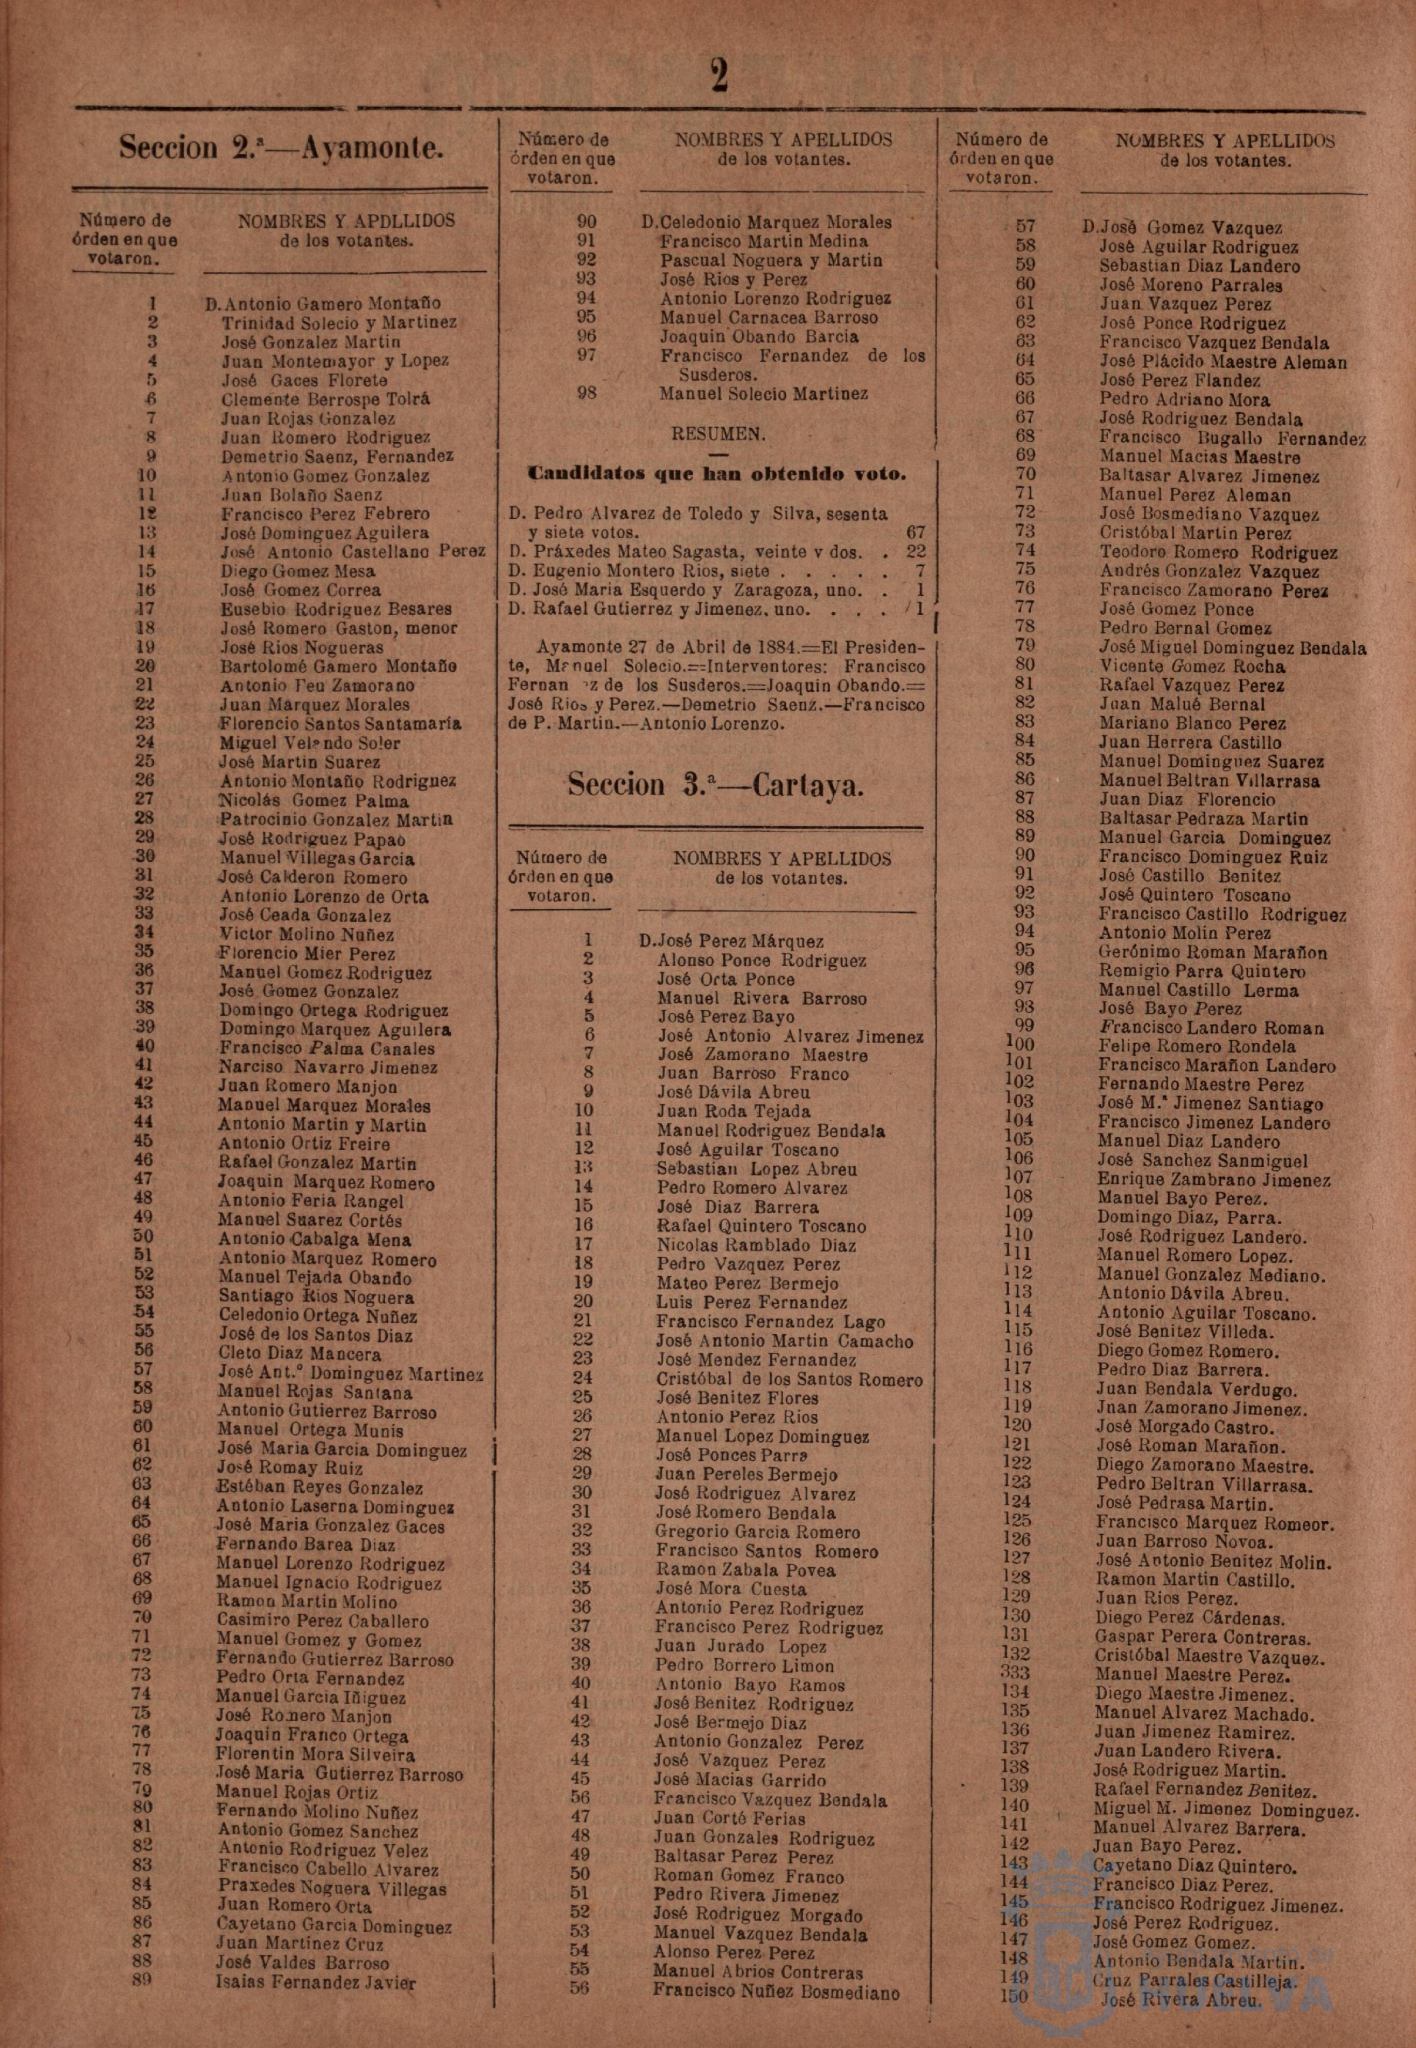 2
Seccion 2.ª—Ayamonte.
Número de
órden en que
votaron.
NOMBRES Y APDLLIDOS
de los votantes.
1 D. Antonio Gamero Montaño
2 Trinidad Solecio y Martinez
3 José Gonzalez Martin
4 Juan Montemayor y Lopez
5 José Gaces Florete
6 Clemente Berrospe Tolrá
7 Juan Rojas Gonzalez
8 Juan Romero Rodriguez
9 Demetrio Saenz, Fernandez
10 Antonio Gomez Gonzalez
11 Juan Bolaño Saenz
12 Francisco Perez Febrero
13 José Dominguez Aguilera
14 José Antonio Castellano Perez
15 Diego Gomez Mesa
16 José Gomez Correa
17 Eusebio Rodriguez Besares
18 José Romero Gaston, menor
19 José Rios Nogueras
20 Bartolomé Gamero Montaño
21 Antonio Feu Zamorano
22 Juan Márquez Morales
23 Florencio Santos Santamaría
24 Miguel Velando Soler
25 José Martin Suarez
26 Antonio Montaño Rodriguez
27 Nicolás Gomez Palma
28 Patrocinio Gonzalez Martin
29 José Rodriguez Papao
30 Manuel Villegas Garcia
31 José Calderon Romero
32 Antonio Lorenzo de Orta
33 José Ceada Gonzalez
34 Victor Molino Nuñez
35 Florencio Mier Perez
36 Manuel Gomez Rodriguez
37 José Gomez Gonzalez
38 Domingo Ortega Rodriguez
39 Domingo Marquez Aguilera
40 Francisco Palma Canales
41 Narciso Navarro Jimenez
42 Juan Romero Manjon
43 Manuel Marquez Morales
44 Antonio Martin y Martin
45 Antonio Ortiz Freire
46 Rafael Gonzalez Martin
47 Joaquin Marquez Romero
48 Antonio Feria Rangel
49 Manuel Suarez Cortés
50 Antonio Cabalga Mena
51 Antonio Marquez Romero
52 Manuel Tejada Obando
53 Santiago Rios Noguera
54 Celedonio Ortega Nuñez
55 José de los Santos Diaz
56 Cleto Diaz Mancera
57 José Ant.º Dominguez Martinez
58 Manuel Rojas Santana
59 Antonio Gutierrez Barroso
60 Manuel Ortega Munis
61 José Maria Garcia Dominguez
62 José Romay Ruiz
63 Estéban Reyes Gonzalez
64 Antonio Laserna Dominguez
65 José Maria Gonzalez Gaces
66 Fernando Barea Diaz
67 Manuel Lorenzo Rodriguez
68 Manuel Ignacio Rodriguez
69 Ramon Martin Molino
70 Casimiro Perez Caballero
71 Manuel Gomez y Gomez
72 Fernando Gutierrez Barroso
73 Pedro Orta Fernandez
74 Manuel Garcia Iñiguez
75 José Romero Manjon
76 Joaquin Franco Ortega
77 Florentin Mora Silveira
78 José Maria Gutierrez Barroso
79 Manuel Rojas Ortiz
80 Fernando Molino Nuñez
81 Antonio Gomez Sanchez
82 Antonio Rodriguez Velez
83 Francisco Cabello Alvarez
84 Praxedes Noguera Villegas
85 Juan Romero Orta
86 Cayetano Garcia Dominguez
87 Juan Martinez Cruz
88 José Valdes Barroso
89 Isaias Fernandez Javier
Número de
órden en que
votaron.
NOMBRES Y APELLIDOS
de los votantes.
90 D. Celedonio Marquez Morales
91 Francisco Martin Medina
92 Pascual Noguera y Martin
93 José Rios y Perez
94 Antonio Lorenzo Rodriguez
95 Manuel Carnacea Barroso
96 Joaquin Obando Barcia
97 Francisco Fernandez de los
Susderos.
98 Manuel Solecio Martinez
RESUMEN.
Candidatos que han obtenido voto.
D. Pedro Alvarez de Toledo y Silva, sesenta
y siete votos. 67
D. Práxedes Mateo Sagasta, veinte y dos. . 22
D. Eugenio Montero Rios, siete . . . . . 7
D. José Maria Esquerdo y Zaragoza, uno. . 1
D. Rafael Gutierrez y Jimenez, uno. . . . 1
Ayamonte 27 de Abril de 1884.=El Presiden-
te, Manuel Solecio.==Interventores: Francisco
Fernan ez de los Susderos.=Joaquin Obando.=
José Rios y Perez.—Demetrio Saenz.—Francisco
de P. Martin.—Antonio Lorenzo.
Seccion 3.ª—Cartaya.
Número de
órden en que
votaron.
NOMBRES Y APELLIDOS
de los votantes.
1 D. José Perez Márquez
2 Alonso Ponce Rodriguez
3 José Orta Ponce
4 Manuel Rivera Barroso
5 José Perez Bayo
6 José Antonio Alvarez Jimenez
7 José Zamorano Maestre
8 Juan Barroso Franco
9 José Dávila Abreu
10 Juan Roda Tejada
11 Manuel Rodriguez Bendala
12 José Aguilar Toscano
13 Sebastian Lopez Abreu
14 Pedro Romero Alvarez
15 José Diaz Barrera
16 Rafael Quintero Toscano
17 Nicolas Ramblado Diaz
18 Pedro Vazquez Perez
19 Mateo Perez Bermejo
20 Luis Perez Fernandez
21 Francisco Fernandez Lago
22 José Antonio Martin Camacho
23 José Mendez Fernandez
24 Cristóbal de los Santos Romero
25 José Benitez Flores
26 Antonio Perez Rios
27 Manuel Lopez Dominguez
28 José Ponces Parra
29 Juan Pereles Bermejo
30 José Rodriguez Alvarez
31 José Romero Bendala
32 Gregorio Garcia Romero
33 Francisco Santos Romero
34 Ramon Zabala Povea
35 José Mora Cuesta
36 Antonio Perez Rodriguez
37 Francisco Perez Rodriguez
38 Juan Jurado Lopez
39 Pedro Borrero Limon
40 Antonio Bayo Ramos
41 José Benitez Rodriguez
42 José Bermejo Diaz
43 Antonio Gonzalez Perez
44 José Vazquez Perez
45 José Macias Garrido
56 Francisco Vazquez Bendala
47 Juan Corté Ferias
48 Juan Gonzales Rodriguez
49 Baltasar Perez Perez
50 Roman Gomez Franco
51 Pedro Rivera Jimenez
52 José Rodriguez Morgado
53 Manuel Vazquez Bendala
54 Alonso Perez Perez
55 Manuel Abrios Contreras
56 Francisco Nuñez Bosmediano
Número de
órden en que
votaron.
NOMBRES Y APELLIDOS
de los votantes.
57 D. José Gomez Vazquez
58 José Aguilar Rodriguez
59 Sebastian Diaz Landero
60 José Moreno Parrales
61 Juan Vazquez Perez
62 José Ponce Rodriguez
63 Francisco Vazquez Bendala
64 José Plácido Maestre Aleman
65 José Perez Flandez
66 Pedro Adriano Mora
67 José Rodriguez Bendala
68 Francisco Bugallo Fernandez
69 Manuel Macias Maestre
70 Baltasar Alvarez Jimenez
71 Manuel Perez Aleman
72 José Bosmediano Vazquez
73 Cristóbal Martin Perez
74 Teodoro Romero Rodriguez
75 Andrés Gonzalez Vazquez
76 Francisco Zamorano Perez
77 José Gomez Ponce
78 Pedro Bernal Gomez
79 José Miguel Dominguez Bendala
80 Vicente Gomez Rocha
81 Rafael Vazquez Perez
82 Juan Malué Bernal
83 Mariano Blanco Perez
84 Juan Herrera Castillo
85 Manuel Dominguez Suarez
86 Manuel Beltran Villarrasa
87 Juan Diaz Florencio
88 Baltasar Pedraza Martin
89 Manuel Garcia Dominguez
90 Francisco Dominguez Ruiz
91 José Castillo Benitez
92 José Quintero Toscano
93 Francisco Castillo Rodriguez
94 Antonio Molin Perez
95 Gerónimo Roman Marañon
96 Remigio Parra Quintero
97 Manuel Castillo Lerma
93 José Bayo Perez
99 Francisco Landero Roman
100 Felipe Romero Rondela
101 Francisco Marañon Landero
102 Fernando Maestre Perez
103 José M.ª Jimenez Santiago
104 Francisco Jimenez Landero
105 Manuel Diaz Landero
106 José Sanchez Sanmiguel
107 Enrique Zambrano Jimenez
108 Manuel Bayo Perez.
109 Domingo Diaz, Parra.
110 José Rodriguez Landero.
111 Manuel Romero Lopez.
112 Manuel Gonzalez Mediano.
113 Antonio Dávila Abreu.
114 Antonio Aguilar Toscano.
115 José Benitez Villeda.
116 Diego Gomez Romero.
117 Pedro Diaz Barrera.
118 Juan Bendala Verdugo.
119 Juan Zamorano Jimenez.
120 José Morgado Castro.
121 José Roman Marañon.
122 Diego Zamorano Maestre.
123 Pedro Beltran Villarrasa.
124 José Pedrasa Martin.
125 Francisco Marquez Romeor.
126 Juan Barroso Novoa.
127 José Antonio Benitez Molin.
128 Ramon Martin Castillo.
129 Juan Rios Perez.
130 Diego Perez Cárdenas.
131 Gaspar Perera Contreras.
132 Cristóbal Maestre Vazquez.
333 Manuel Maestre Perez.
134 Diego Maestre Jimenez.
135 Manuel Alvarez Machado.
136 Juan Jimenez Ramirez.
137 Juan Landero Rivera.
138 José Rodriguez Martin.
139 Rafael Fernandez Benitez.
140 Miguel M. Jimenez Dominguez.
141 Manuel Alvarez Barrera.
142 Juan Bayo Perez.
143 Cayetano Diaz Quintero.
144 Francisco Diaz Perez.
145 Francisco Rodriguez Jimenez.
146 José Perez Rodriguez.
147 José Gomez Gomez.
148 Antonio Bendala Martin.
149 Cruz Parrales Castilleja.
150 José Rivera Abreu.